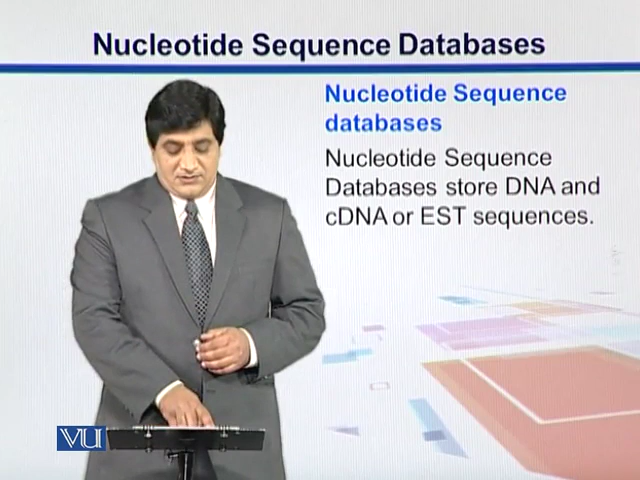 Nucleotide Sequence Databases
Nucleotide Sequence
databases
Nucleotide Sequence
Databases store DNA and
cDNA or EST sequences.
VU